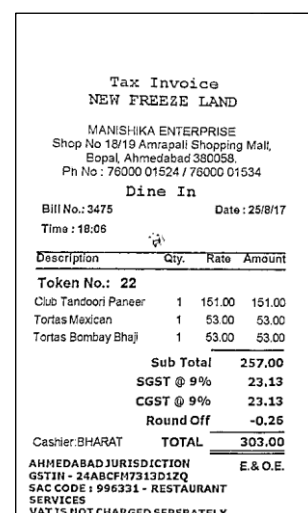 Tax Invoice
NEW FREEZE LAND
MANISHIKA ENTERPRISE
Shop No 18/19 Amrapali Shopping Mall,
Bopal, Ahmedabad 380058.
Ph No : 76000 01524 / 76000 01534
Dine In
Bill No.: 3475 Date : 25/8/17
Time : 18:06
Description Qty. Rate Amount
Token No.: 22
Club Tandoori Paneer 1 151.00 151.00
Tortas Mexican 1 53.00 53.00
Tortas Bombay Bhaji 1 53.00 53.00
Sub Total 257.00
SGST @ 9% 23.13
CGST @ 9% 23.13
Round Off -0.26
Cashier:BHARAT TOTAL 303.00
AHMEDABAD JURISDICTION E.& O.E.
GSTIN - 24ABCFM7313D1ZQ
SAC CODE : 996331 - RESTAURANT
SERVICES
VAT IS NOT CHARGED SEPERATELY